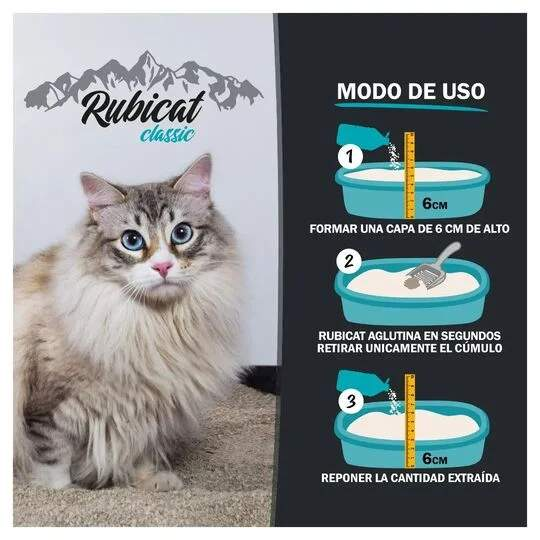 Rubicat
classic
MODO DE USO
1
6CM
FORMAR UNA CAPA DE 6 CM DE ALTO
2
RUBICAT AGLUTINA EN SEGUNDOS
RETIRAR UNICAMENTE EL CÚMULO
3
6CM
REPONER LA CANTIDAD EXTRAÍDA